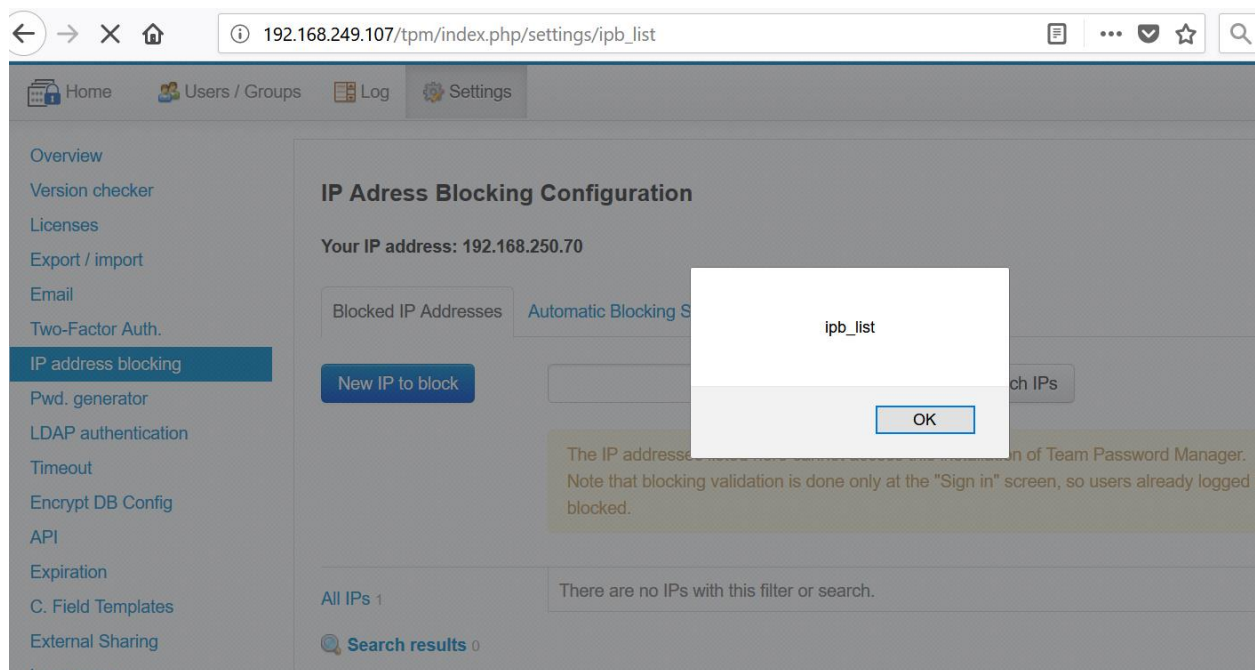 192.168.249.107/tpm/index.php/settings/ipb_list
Home Users / Groups Log Settings
Overview
Version checker
Licenses
Export / import
Email
Two-Factor Auth.
IP address blocking
Pwd. generator
LDAP authentication
Timeout
Encrypt DB Config
API
Expiration
C. Field Templates
External Sharing
IP Adress Blocking Configuration
Your IP address: 192.168.250.70
Blocked IP Addresses Automatic Blocking S
ipb_list
OK
New IP to block ch IPs
The IP addresse n of Team Password Manager.
Note that blocking validation is done only at the "Sign in" screen, so users already logged
blocked.
All IPs 1
There are no IPs with this filter or search.
Search results 0